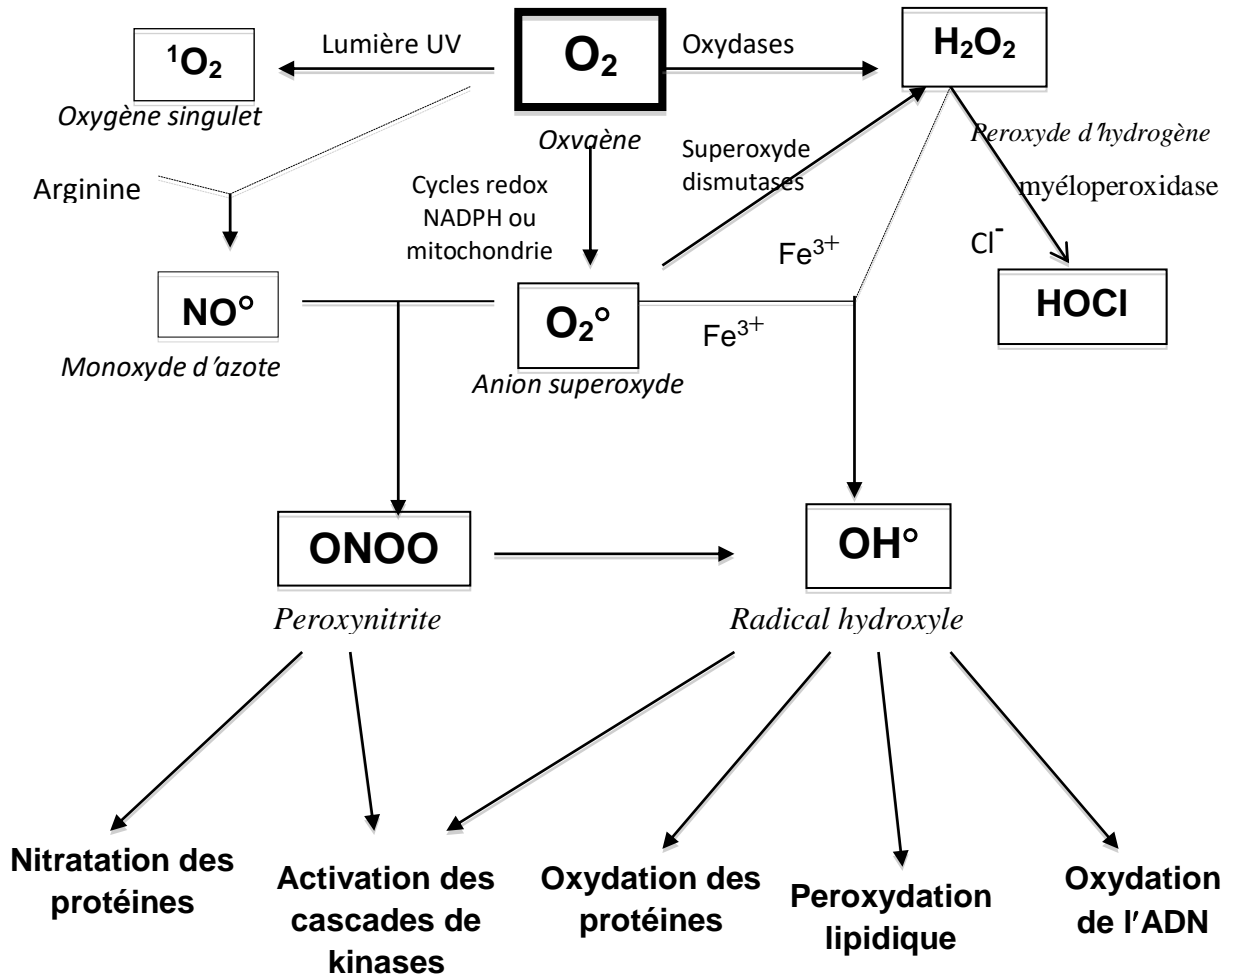 ¹O₂
Lumière UV
O₂
Oxydases
H₂O₂
Oxygène singulet
Oxygène
Peroxyde d'hydrogène
Arginine
Cycles redox
NADPH ou
mitochondrie
Superoxyde
dismutases
myéloperoxidase
Fe³⁺
Cl⁻
NO°
O₂°
Fe³⁺
HOCl
Monoxyde d'azote
Anion superoxyde
ONOO
OH°
Peroxynitrite
Radical hydroxyle
Nitratation des
protéines
Activation des
cascades de
kinases
Oxydation des
protéines
Peroxydation
lipidique
Oxydation
de l'ADN